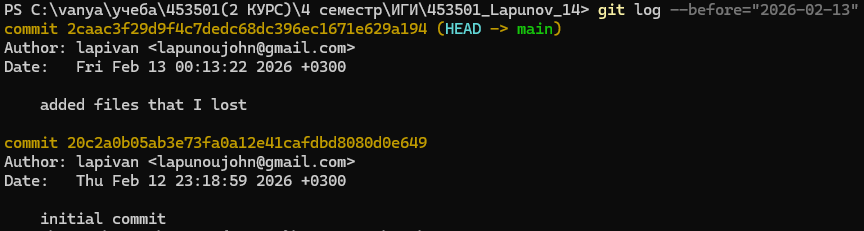 PS C:\vanya\учеба\453501(2 КУРС)\4 семестр\ИГИ\453501_Lapunov_14> git log --before="2026-02-13"
commit 2caac3f29d9f4c7dedc68dc396ec1671e629a194 (HEAD -> main)
Author: lapivan <lapunoujohn@gmail.com>
Date:   Fri Feb 13 00:13:22 2026 +0300
    added files that I lost
commit 20c2a0b05ab3e73fa0a12e41cafdbd8080d0e649
Author: lapivan <lapunoujohn@gmail.com>
Date:   Thu Feb 12 23:18:59 2026 +0300
    initial commit